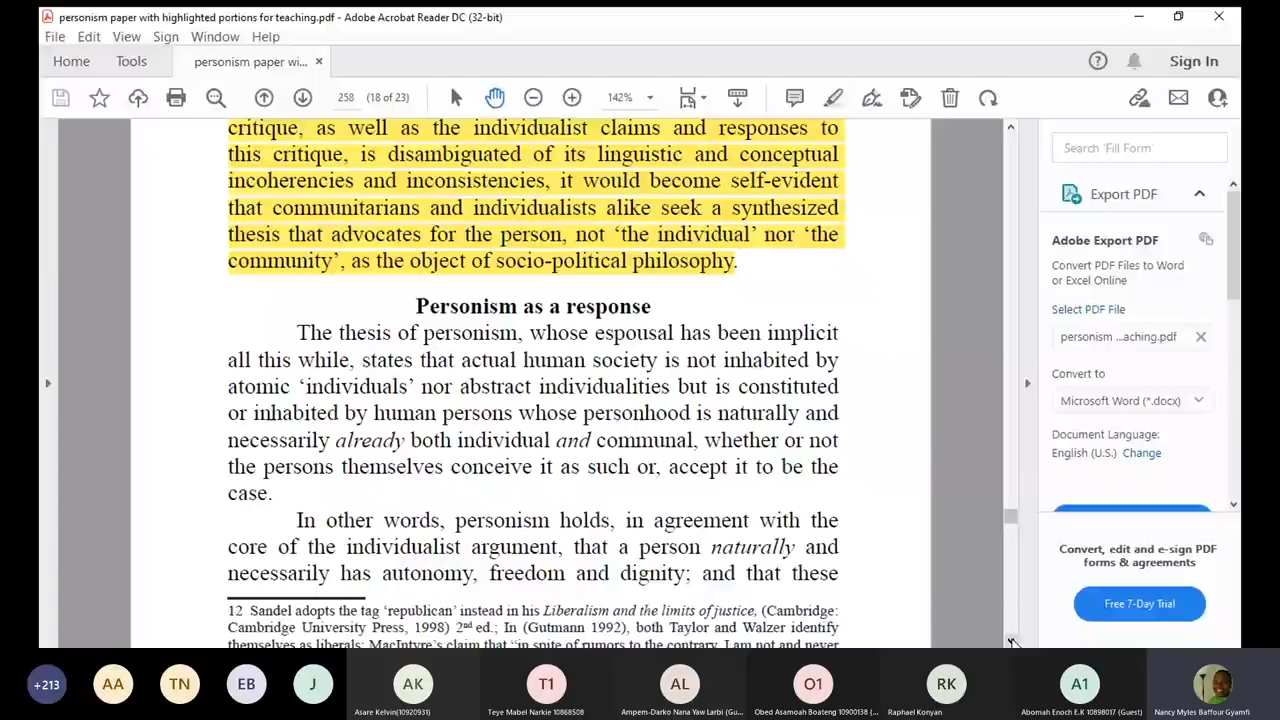 personism paper with highlighted portions for teaching.pdf - Adobe Acrobat Reader DC (32-bit)
File Edit View Sign Window Help
Home Tools personism paper wi... × Sign In
258 (18 of 23) 142%
critique, as well as the individualist claims and responses to
this critique, is disambiguated of its linguistic and conceptual
incoherencies and inconsistencies, it would become self-evident
that communitarians and individualists alike seek a synthesized
thesis that advocates for the person, not ‘the individual’ nor ‘the
community’, as the object of socio-political philosophy.
Personism as a response
The thesis of personism, whose espousal has been implicit
all this while, states that actual human society is not inhabited by
atomic ‘individuals’ nor abstract individualities but is constituted
or inhabited by human persons whose personhood is naturally and
necessarily already both individual and communal, whether or not
the persons themselves conceive it as such or, accept it to be the
case.
In other words, personism holds, in agreement with the
core of the individualist argument, that a person naturally and
necessarily has autonomy, freedom and dignity; and that these
12 Sandel adopts the tag ‘republican’ instead in his Liberalism and the limits of justice, (Cambridge:
Cambridge University Press, 1998) 2nd ed.; In (Gutmann 1992), both Taylor and Walzer identify
themselves as liberals; MacIntyre’s claim that “in spite of rumors to the contrary, I am not and never
Search 'Fill Form'
Export PDF
Adobe Export PDF
Convert PDF Files to Word
or Excel Online
Select PDF File
personism ...aching.pdf
Convert to
Microsoft Word (*.docx)
Document Language:
English (U.S.) Change
Convert, edit and e-sign PDF
forms & agreements
Free 7-Day Trial
+213 AA TN EB J AK T1 AL O1 RK A1
Asare Kelvin(10920931) Teye Mabel Narkie 10868508 Ampem-Darko Nana Yaw Larbi (Gu... Obed Asamoah Boateng 10900138 (... Raphael Konyan Abomah Enoch E.K 10898017 (Guest) Nancy Myles Balfour Gyamfi